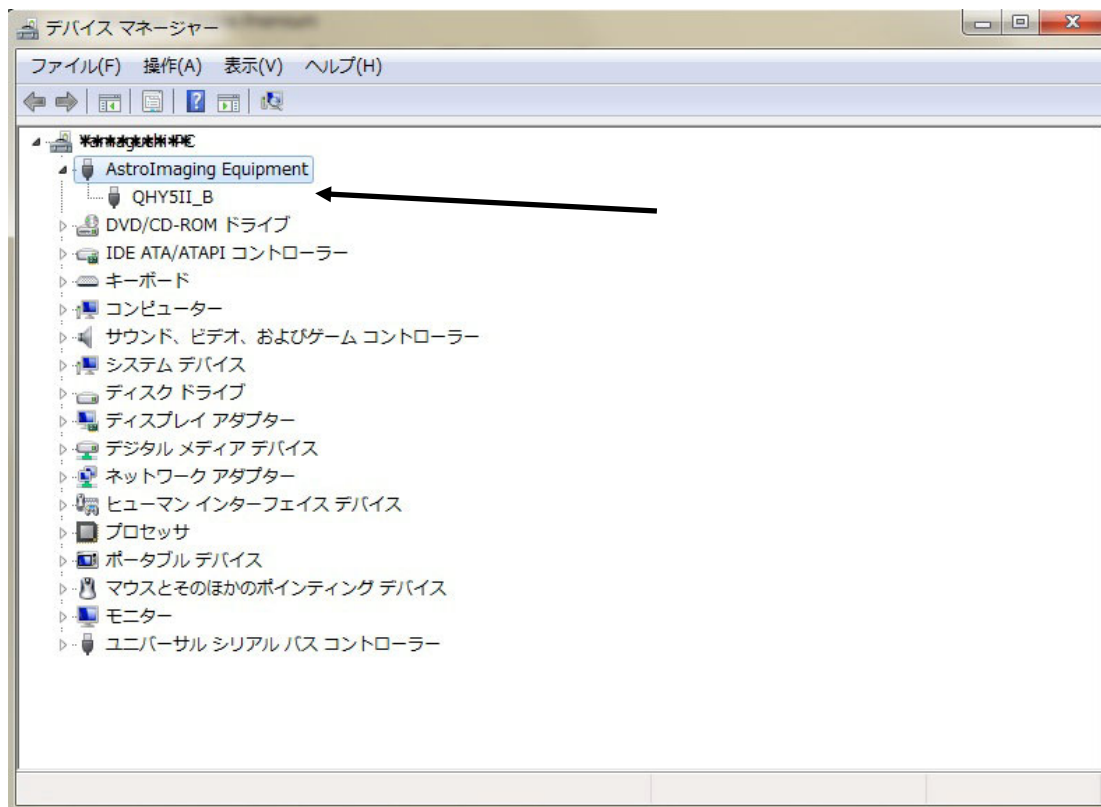 デバイス マネージャー
ファイル(F) 操作(A) 表示(V) ヘルプ(H)
AstroImaging Equipment
QHY5II_B
DVD/CD-ROM ドライブ
IDE ATA/ATAPI コントローラー
キーボード
コンピューター
サウンド、ビデオ、およびゲーム コントローラー
システム デバイス
ディスク ドライブ
ディスプレイ アダプター
デジタル メディア デバイス
ネットワーク アダプター
ヒューマン インターフェイス デバイス
プロセッサ
ポータブル デバイス
マウスとそのほかのポインティング デバイス
モニター
ユニバーサル シリアル バス コントローラー